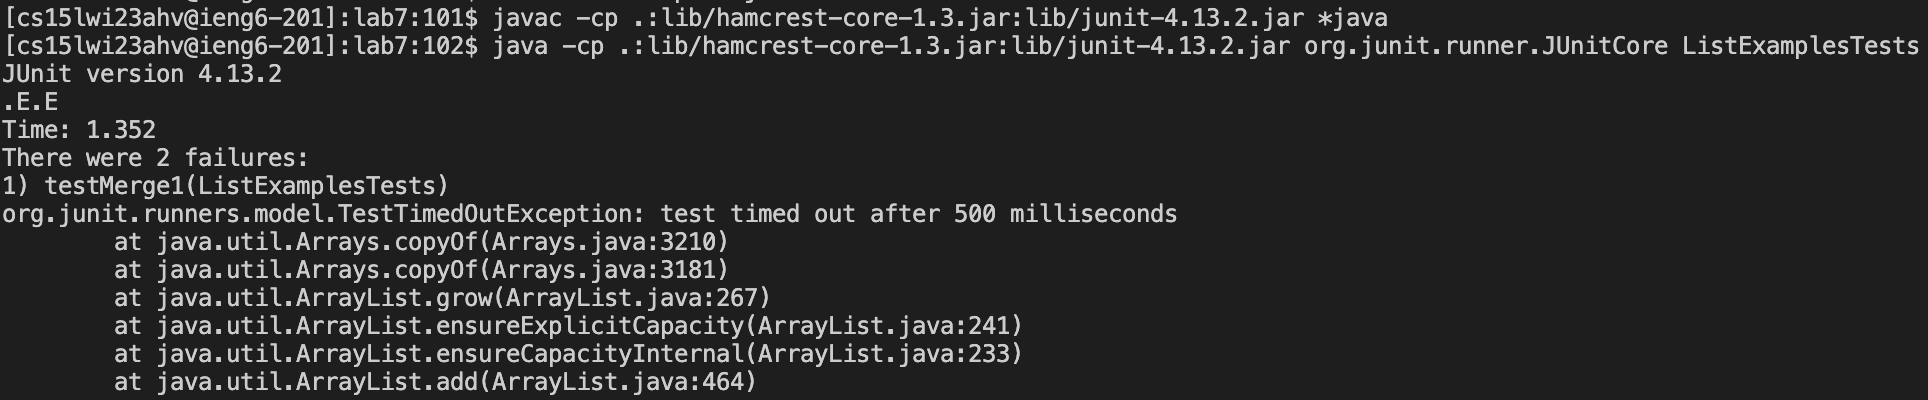 [cs15lwi23ahv@ieng6-201]:lab7:101$ javac -cp .:lib/hamcrest-core-1.3.jar:lib/junit-4.13.2.jar *java
[cs15lwi23ahv@ieng6-201]:lab7:102$ java -cp .:lib/hamcrest-core-1.3.jar:lib/junit-4.13.2.jar org.junit.runner.JUnitCore ListExamplesTests
JUnit version 4.13.2
.E.E
Time: 1.352
There were 2 failures:
1) testMerge1(ListExamplesTests)
org.junit.runners.model.TestTimedOutException: test timed out after 500 milliseconds
        at java.util.Arrays.copyOf(Arrays.java:3210)
        at java.util.Arrays.copyOf(Arrays.java:3181)
        at java.util.ArrayList.grow(ArrayList.java:267)
        at java.util.ArrayList.ensureExplicitCapacity(ArrayList.java:241)
        at java.util.ArrayList.ensureCapacityInternal(ArrayList.java:233)
        at java.util.ArrayList.add(ArrayList.java:464)